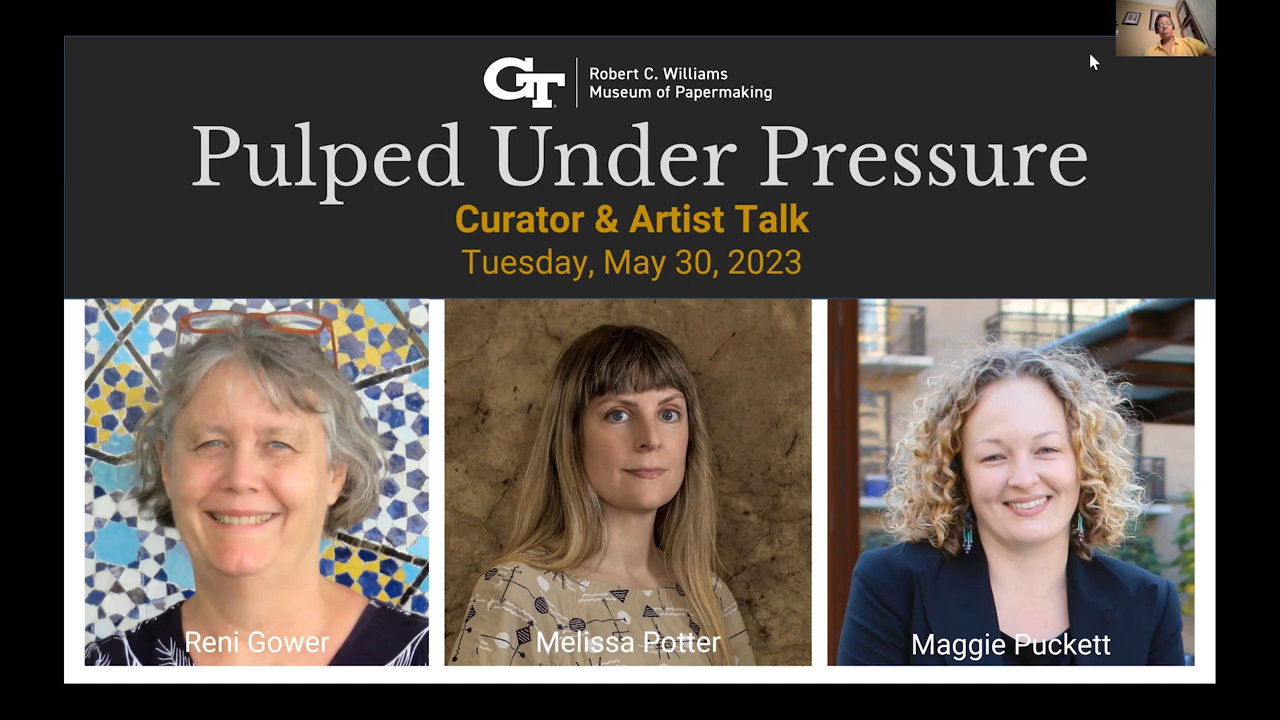 GT
Robert C. Williams
Museum of Papermaking
Pulped Under Pressure
Curator & Artist Talk
Tuesday, May 30, 2023
Reni Gower
Melissa Potter
Maggie Puckett